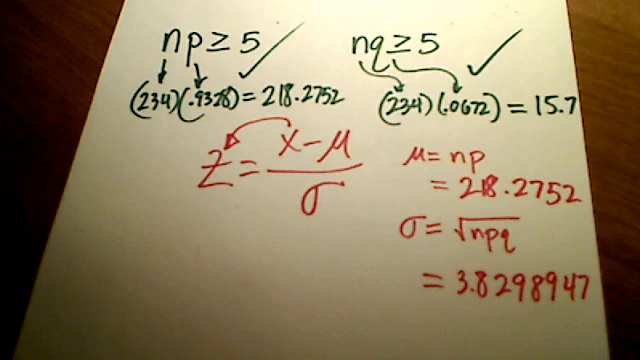 np ≥ 5 ✓ nq ≥ 5 ✓
(234)(.9328) = 218.2752 (234)(.0672) = 15.7
Z = (x - μ) / σ
μ = np
= 218.2752
σ = √npq
= 3.8298947